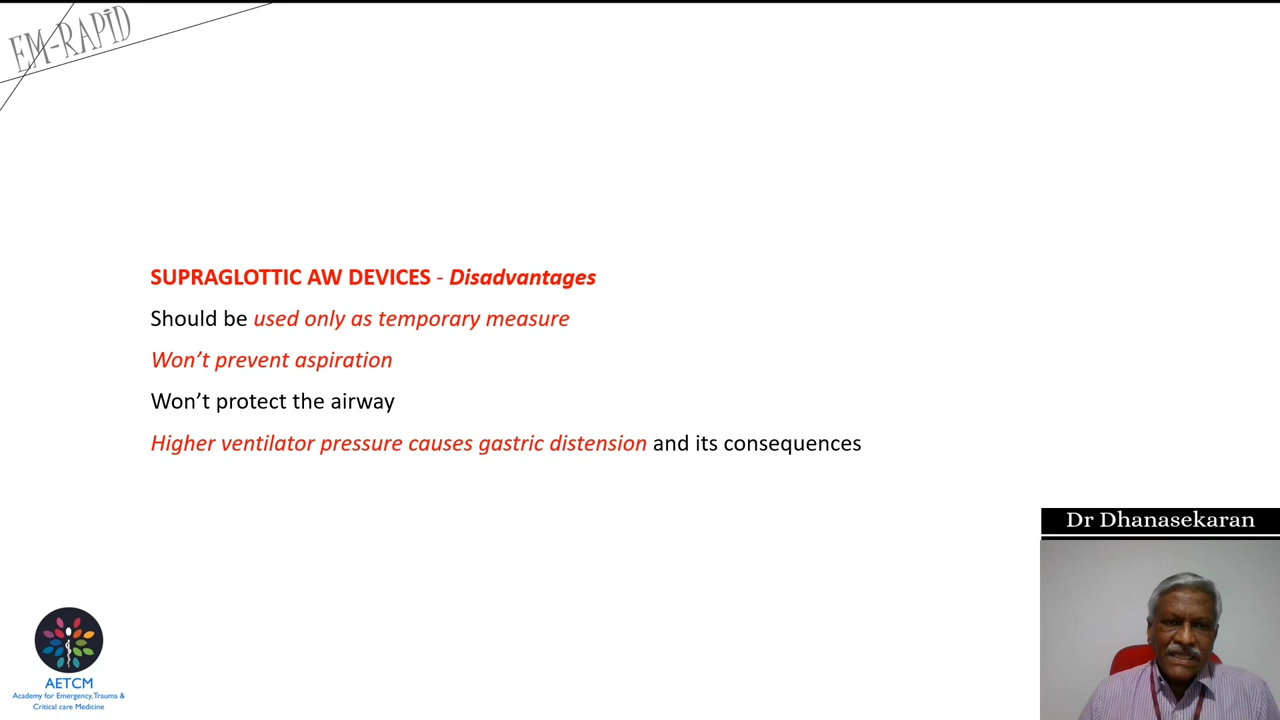 EM-RAPiD
SUPRAGLOTTIC AW DEVICES - Disadvantages
Should be used only as temporary measure
Won’t prevent aspiration
Won’t protect the airway
Higher ventilator pressure causes gastric distension and its consequences
Dr Dhanasekaran
AETCM
Academy for Emergency, Trauma &
Critical care Medicine